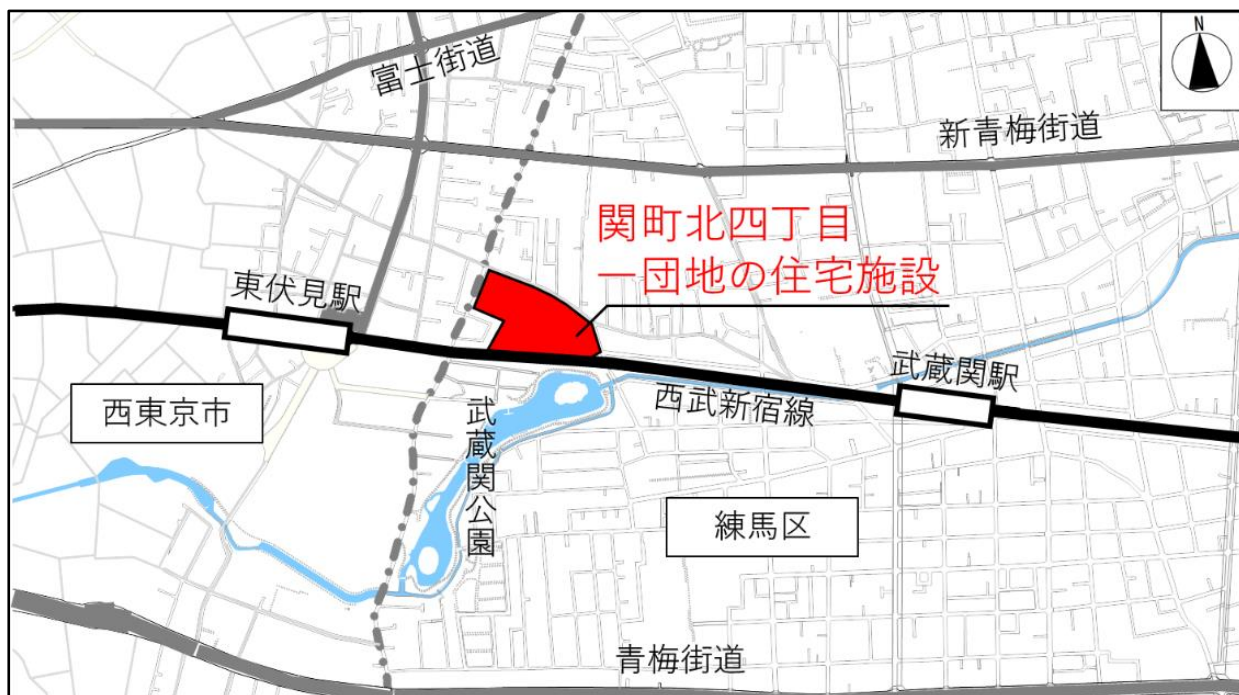 N
富士街道
新青梅街道
関町北四丁目
一団地の住宅施設
東伏見駅
武蔵関駅
西武新宿線
西東京市
武蔵関公園
練馬区
青梅街道